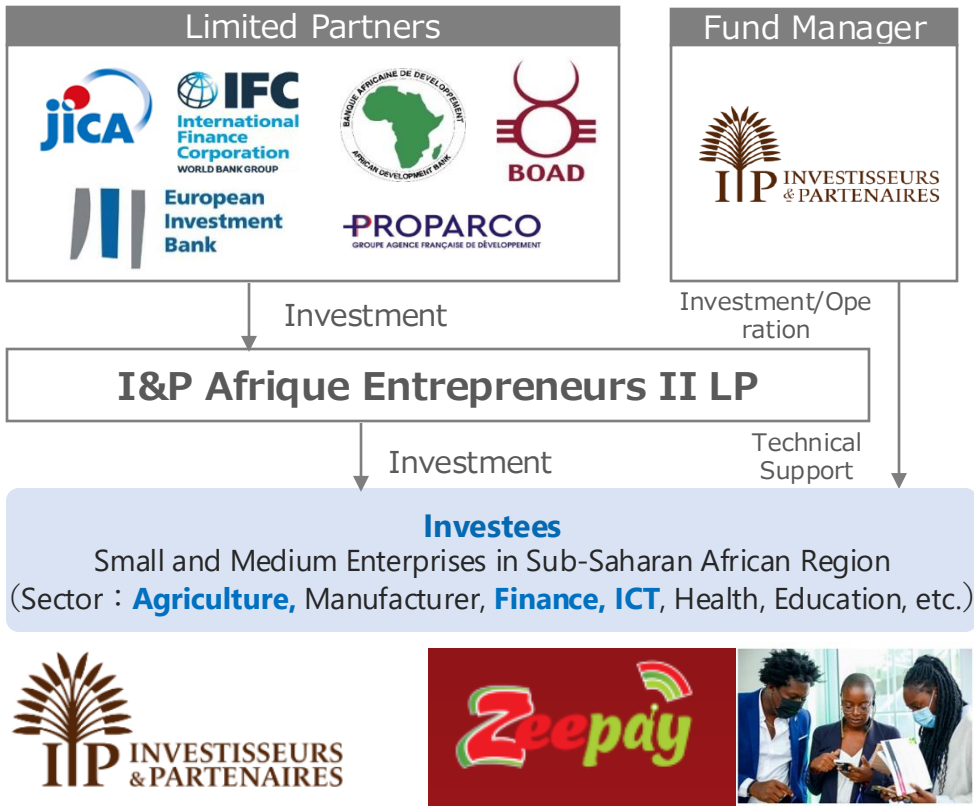 Limited Partners
jICA
IFC
International
Finance
Corporation
WORLD BANK GROUP
BANQUE AFRICAINE DE DEVELOPPEMENT
AFRICAN DEVELOPMENT BANK
BOAD
European
Investment
Bank
PROPARCO
GROUPE AGENCE FRANÇAISE DE DÉVELOPPEMENT
Fund Manager
I&P INVESTISSEURS
& PARTENAIRES
Investment
Investment/Ope
ration
I&P Afrique Entrepreneurs II LP
Investment
Technical
Support
Investees
Small and Medium Enterprises in Sub-Saharan African Region
(Sector：Agriculture, Manufacturer, Finance, ICT, Health, Education, etc.)
I&P INVESTISSEURS
& PARTENAIRES
Zeepay